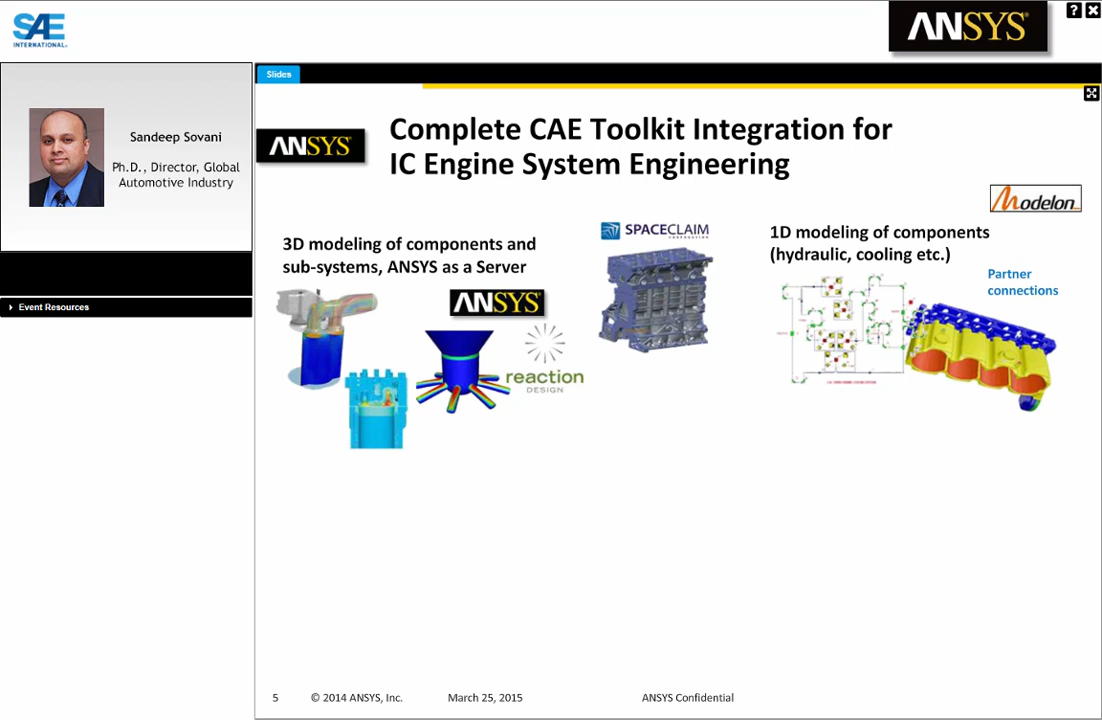 SAE
INTERNATIONAL
ANSYS
?
Sandeep Sovani
Ph.D., Director, Global
Automotive Industry
Event Resources
Slides
ANSYS
Complete CAE Toolkit Integration for
IC Engine System Engineering
3D modeling of components and
sub-systems, ANSYS as a Server
ANSYS
reaction
DESIGN
SPACECLAIM
CORPORATION
Modelon
1D modeling of components
(hydraulic, cooling etc.)
Partner
connections
5 © 2014 ANSYS, Inc. March 25, 2015 ANSYS Confidential